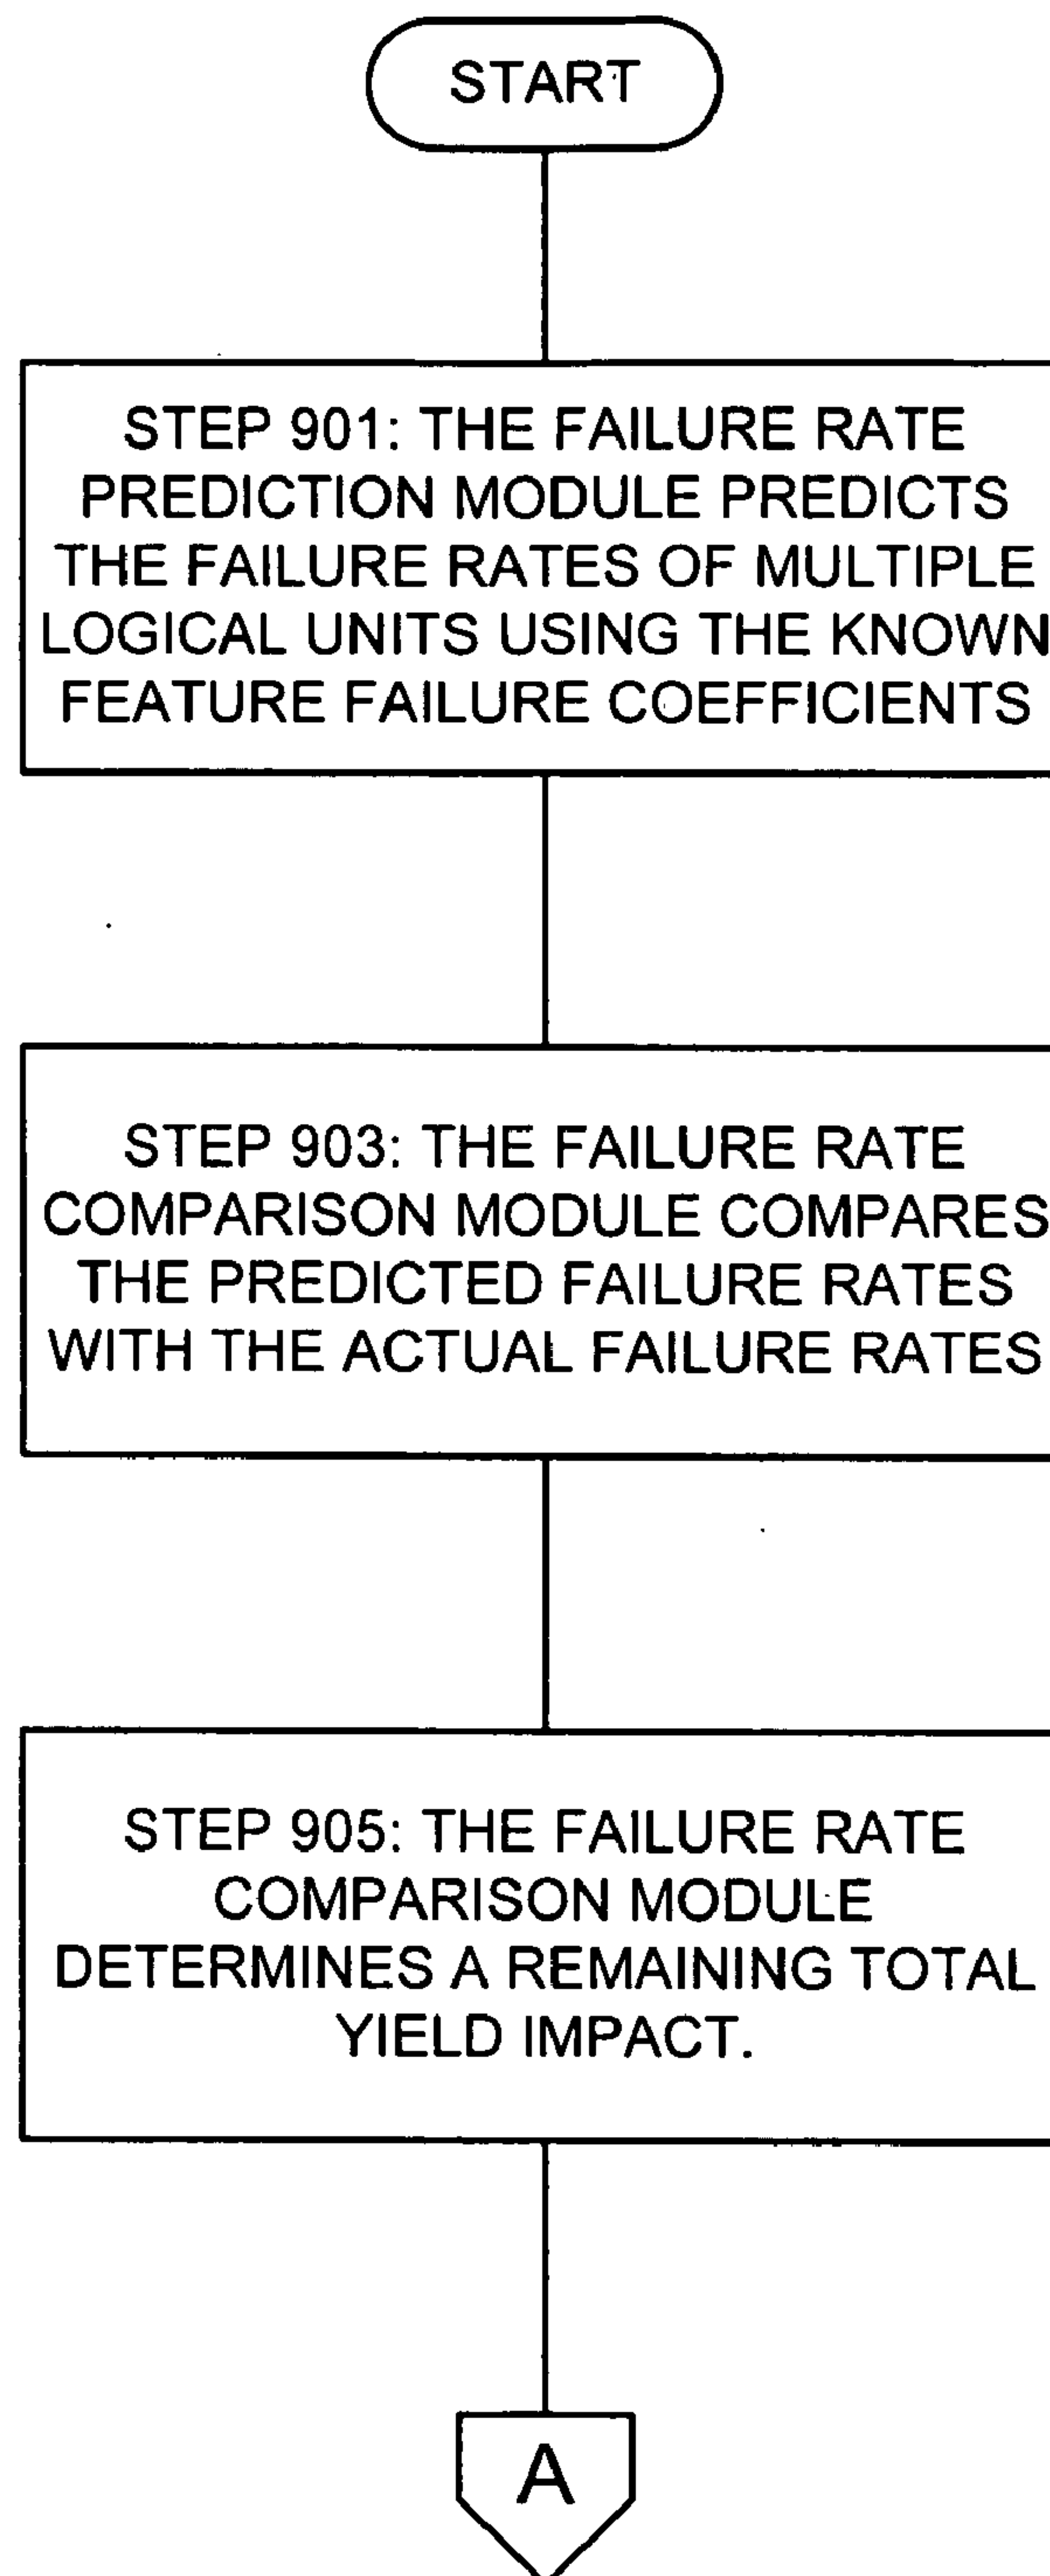 START
STEP 901: THE FAILURE RATE
PREDICTION MODULE PREDICTS
THE FAILURE RATES OF MULTIPLE
LOGICAL UNITS USING THE KNOWN
FEATURE FAILURE COEFFICIENTS
STEP 903: THE FAILURE RATE
COMPARISON MODULE COMPARES
THE PREDICTED FAILURE RATES
WITH THE ACTUAL FAILURE RATES
STEP 905: THE FAILURE RATE
COMPARISON MODULE
DETERMINES A REMAINING TOTAL
YIELD IMPACT.
A